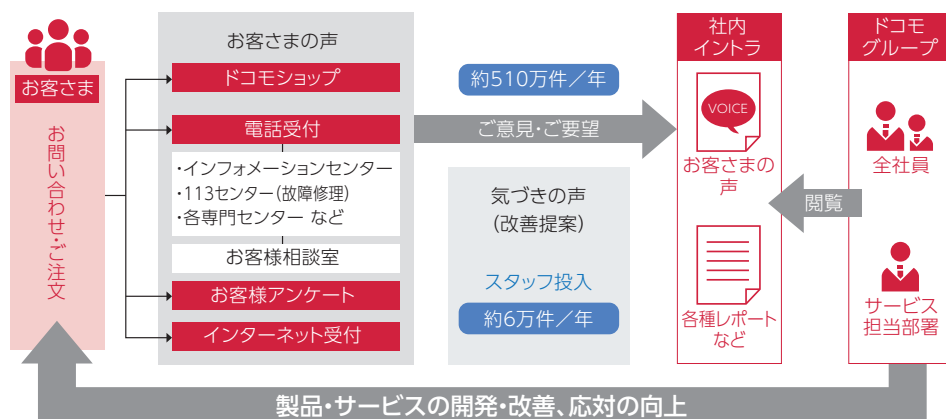 お客さま
お問い合わせ・ご注文
お客さまの声
ドコモショップ
電話受付
・インフォメーションセンター
・113センター（故障修理）
・各専門センター など
お客様相談室
お客様アンケート
インターネット受付
約510万件／年
ご意見・ご要望
気づきの声
（改善提案）
スタッフ投入
約6万件／年
社内
イントラ
VOICE
お客さまの
声
各種レポート
など
閲覧
ドコモ
グループ
全社員
サービス
担当部署
製品・サービスの開発・改善、応対の向上